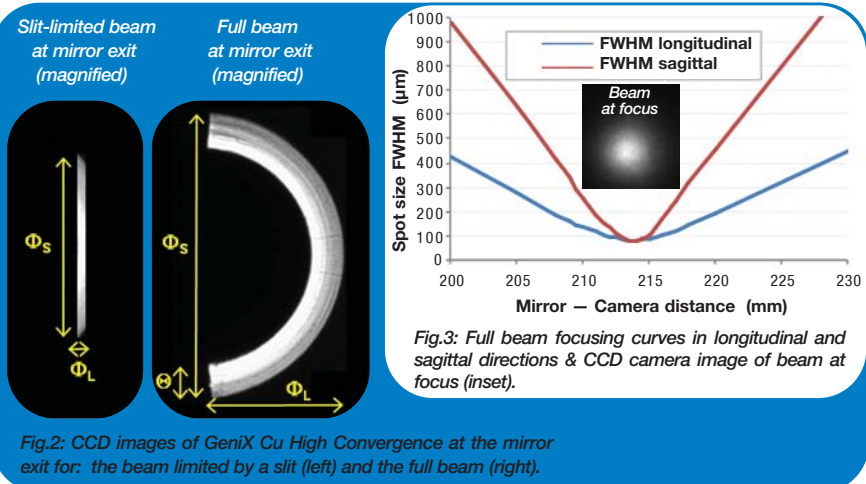 Slit-limited beam
at mirror exit
(magnified)
Full beam
at mirror exit
(magnified)
Φs
ΦL
Φs
Θ
ΦL
Fig.2: CCD images of GeniX Cu High Convergence at the mirror
exit for: the beam limited by a slit (left) and the full beam (right).
Spot size FWHM (µm)
1000
900
800
700
600
500
400
300
200
100
0
FWHM longitudinal
FWHM sagittal
Beam
at focus
200 205 210 215 220 225 230
Mirror — Camera distance (mm)
Fig.3: Full beam focusing curves in longitudinal and
sagittal directions & CCD camera image of beam at
focus (inset).